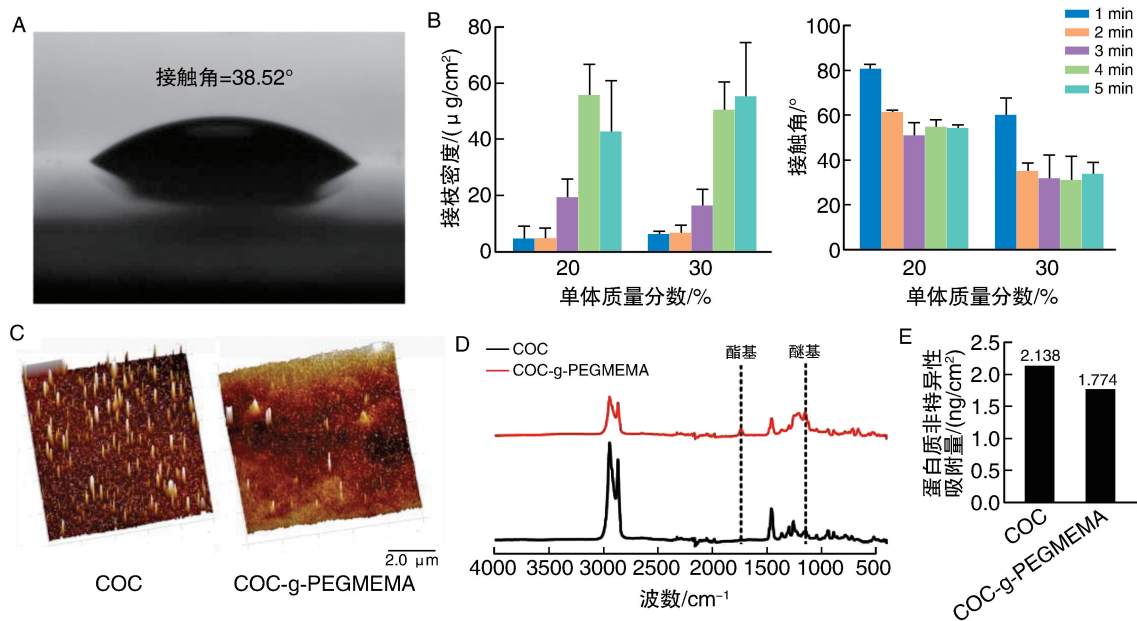 A
接触角=38.52°
B
80
60
40
20
0
接枝密度/(μg/cm2)
20
30
单体质量分数/%
100
80
60
40
20
0
接触角/°
20
30
单体质量分数/%
1 min
2 min
3 min
4 min
5 min
C
COC
COC-g-PEGMEMA
2.0 μm
D
COC
COC-g-PEGMEMA
酯基
醚基
4000 3500 3000 2500 2000 1500 1000 500
波数/cm⁻¹
E
2.5
2.0
1.5
1.0
0.5
0.0
蛋白质非特异性
吸附量/(ng/cm²)
2.138
1.774
COC
COC-g-PEGMEMA